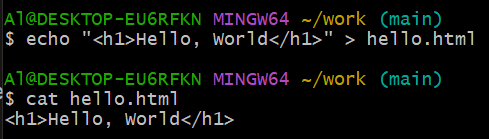 Al@DESKTOP-EU6RFKN MINGW64 ~/work (main)
$ echo "<h1>Hello, World</h1>" > hello.html
Al@DESKTOP-EU6RFKN MINGW64 ~/work (main)
$ cat hello.html
<h1>Hello, World</h1>